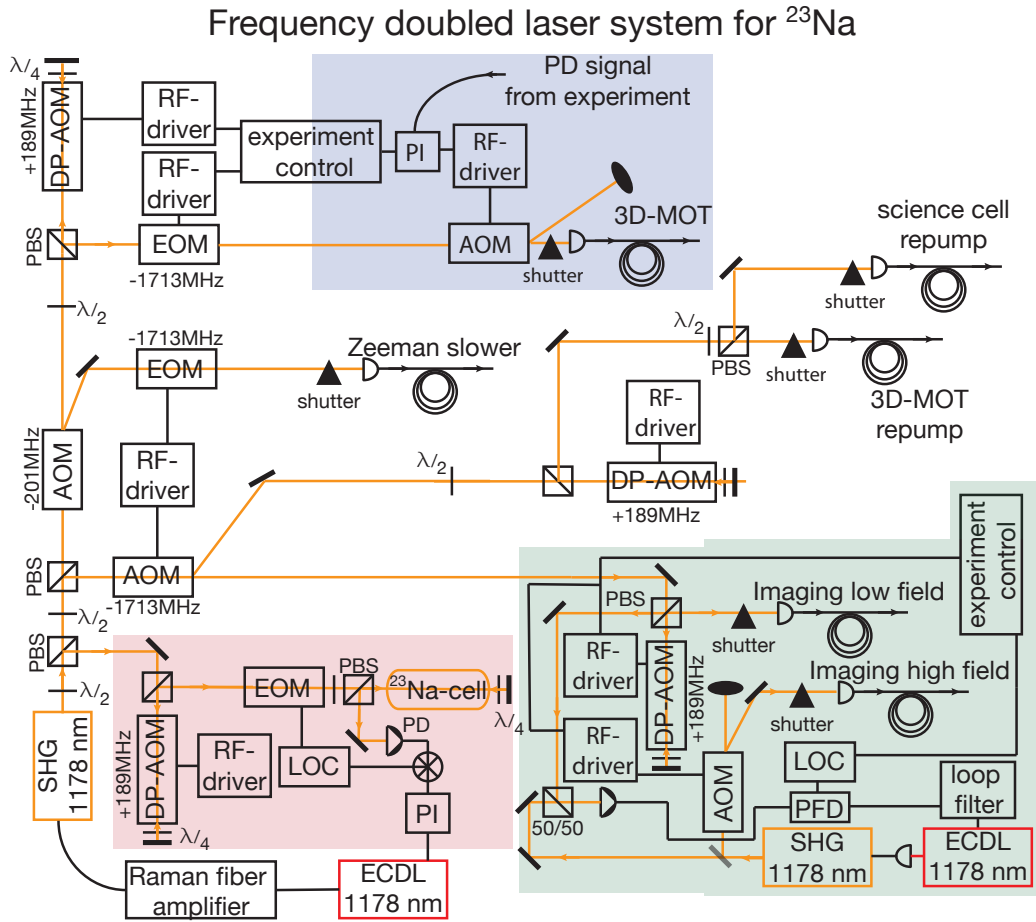 Frequency doubled laser system for ²³Na
λ/4
+189MHz
DP-AOM
RF-
driver
RF-
driver
experiment
control
PD signal
from experiment
PI
RF-
driver
PBS
EOM
-1713MHz
AOM
3D-MOT
shutter
science cell
repump
shutter
λ/2
-1713MHz
EOM
Zeeman slower
shutter
λ/2
PBS
shutter
3D-MOT
repump
-201MHz
AOM
RF-
driver
λ/2
RF-
driver
DP-AOM
+189MHz
PBS
AOM
-1713MHz
λ/2
PBS
λ/2
SHG
1178 nm
+189MHz
DP-AOM
λ/4
RF-
driver
EOM
LOC
PBS
²³Na-cell
λ/4
PD
PI
Raman fiber
amplifier
ECDL
1178 nm
experiment
control
PBS
Imaging low field
shutter
RF-
driver
DP-AOM
+189MHz
Imaging high field
shutter
RF-
driver
AOM
LOC
PFD
loop
filter
50/50
SHG
1178 nm
ECDL
1178 nm